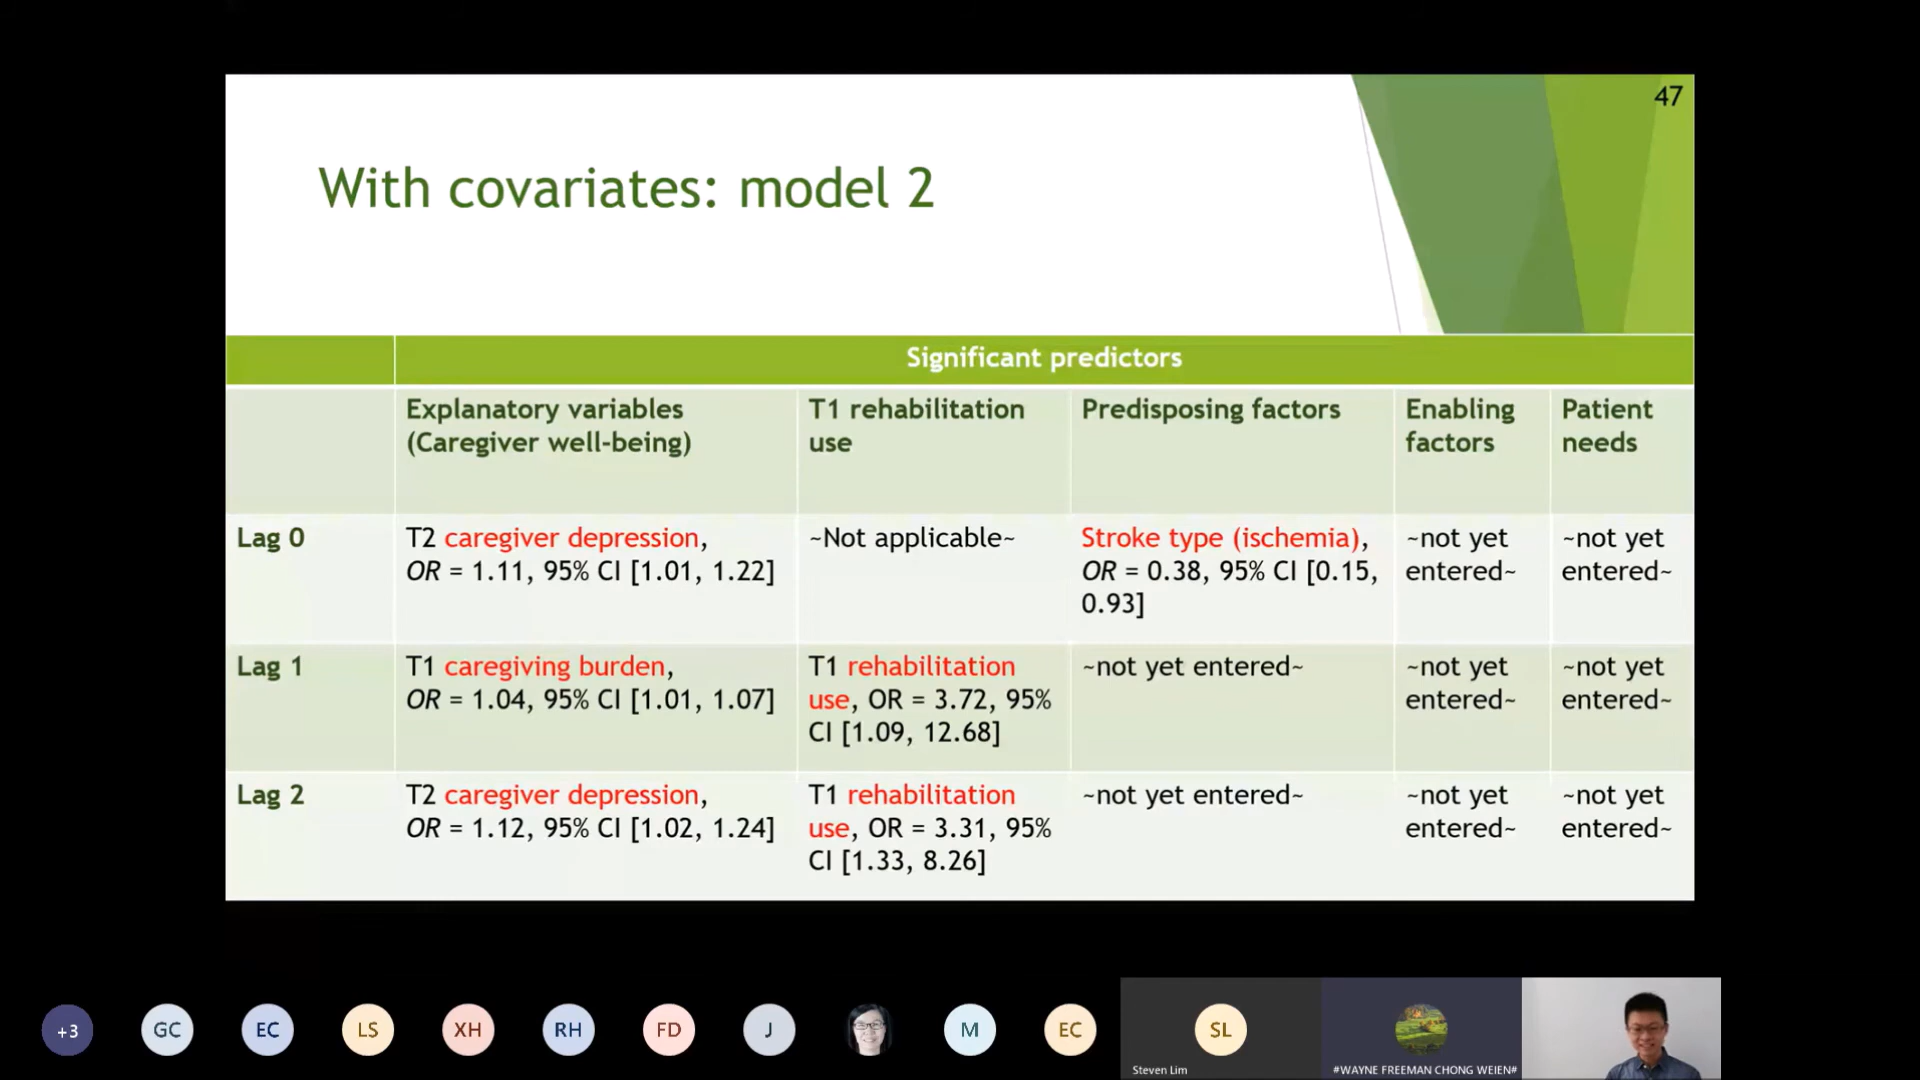 47
With covariates: model 2
Significant predictors
Explanatory variables
(Caregiver well-being)
T1 rehabilitation
use
Predisposing factors
Enabling
factors
Patient
needs
Lag 0
T2 caregiver depression,
OR = 1.11, 95% CI [1.01, 1.22]
~Not applicable~
Stroke type (ischemia),
OR = 0.38, 95% CI [0.15,
0.93]
~not yet
entered~
~not yet
entered~
Lag 1
T1 caregiving burden,
OR = 1.04, 95% CI [1.01, 1.07]
T1 rehabilitation
use, OR = 3.72, 95%
CI [1.09, 12.68]
~not yet entered~
~not yet
entered~
~not yet
entered~
Lag 2
T2 caregiver depression,
OR = 1.12, 95% CI [1.02, 1.24]
T1 rehabilitation
use, OR = 3.31, 95%
CI [1.33, 8.26]
~not yet entered~
~not yet
entered~
~not yet
entered~
+3
GC
EC
LS
XH
RH
FD
J
M
EC
SL
Steven Lim
#WAYNE FREEMAN CHONG WEIEN#